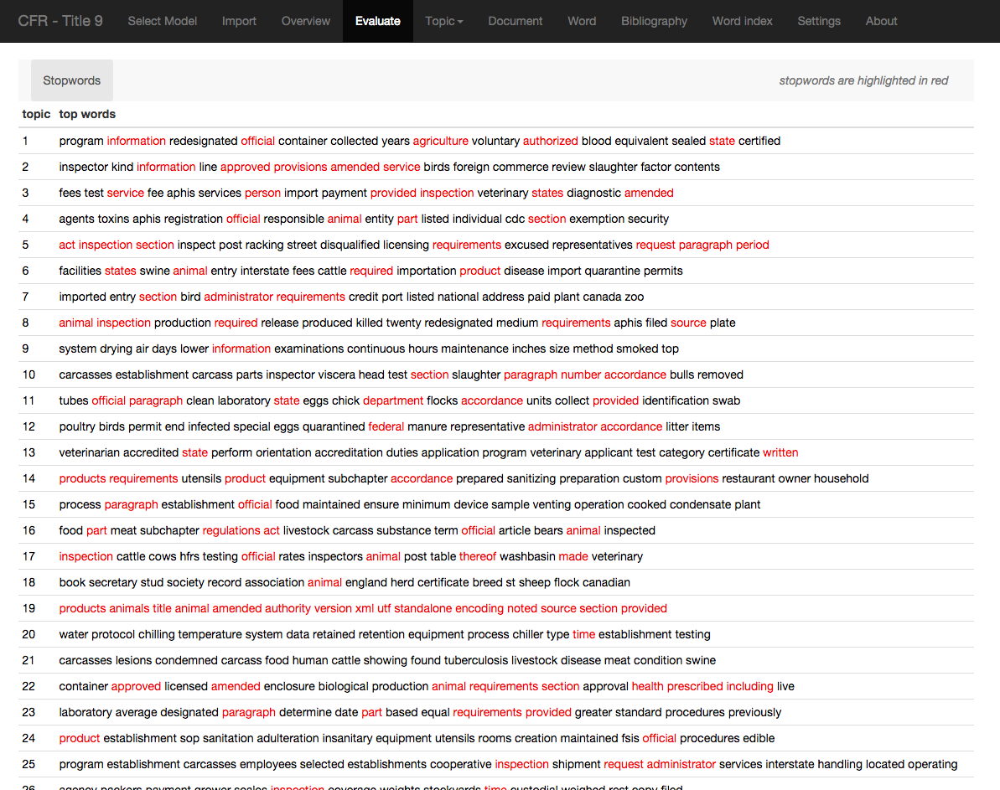 CFR - Title 9 Select Model Import Overview Evaluate Topic Document Word Bibliography Word index Settings About
Stopwords stopwords are highlighted in red
topic top words
1 program information redesignated official container collected years agriculture voluntary authorized blood equivalent sealed state certified
2 inspector kind information line approved provisions amended service birds foreign commerce review slaughter factor contents
3 fees test service fee aphis services person import payment provided inspection veterinary states diagnostic amended
4 agents toxins aphis registration official responsible animal entity part listed individual cdc section exemption security
5 act inspection section inspect post racking street disqualified licensing requirements excused representatives request paragraph period
6 facilities states swine animal entry interstate fees cattle required importation product disease import quarantine permits
7 imported entry section bird administrator requirements credit port listed national address paid plant canada zoo
8 animal inspection production required release produced killed twenty redesignated medium requirements aphis filed source plate
9 system drying air days lower information examinations continuous hours maintenance inches size method smoked top
10 carcasses establishment carcass parts inspector viscera head test section slaughter paragraph number accordance bulls removed
11 tubes official paragraph clean laboratory state eggs chick department flocks accordance units collect provided identification swab
12 poultry birds permit end infected special eggs quarantined federal manure representative administrator accordance litter items
13 veterinarian accredited state perform orientation accreditation duties application program veterinary applicant test category certificate written
14 products requirements utensils product equipment subchapter accordance prepared sanitizing preparation custom provisions restaurant owner household
15 process paragraph establishment official food maintained ensure minimum device sample venting operation cooked condensate plant
16 food part meat subchapter regulations act livestock carcass substance term official article bears animal inspected
17 inspection cattle cows hfrs testing official rates inspectors animal post table thereof washbasin made veterinary
18 book secretary stud society record association animal england herd certificate breed st sheep flock canadian
19 products animals title animal amended authority version xml utf standalone encoding noted source section provided
20 water protocol chilling temperature system data retained retention equipment process chiller type time establishment testing
21 carcasses lesions condemned carcass food human cattle showing found tuberculosis livestock disease meat condition swine
22 container approved licensed amended enclosure biological production animal requirements section approval health prescribed including live
23 laboratory average designated paragraph determine date part based equal requirements provided greater standard procedures previously
24 product establishment sop sanitation adulteration insanitary equipment utensils rooms creation maintained fsis official procedures edible
25 program establishment carcasses employees selected establishments cooperative inspection shipment request administrator services interstate handling located operating
26 agency packers payment grower scales inspection coverage weights stockyards time custodial weighed rest copy filed